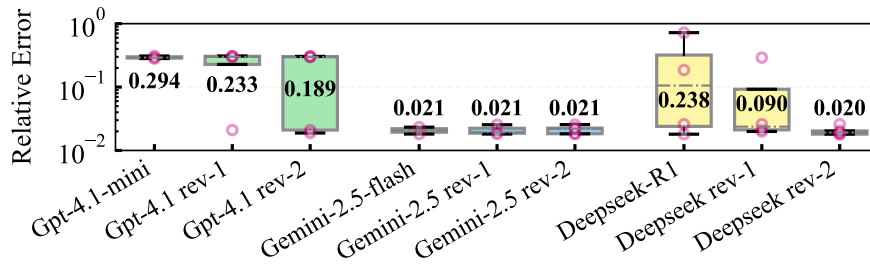 Relative Error
10^0
10^-1
10^-2
0.294
0.233
0.189
0.021
0.021
0.021
0.238
0.090
0.020
Gpt-4.1-mini
Gpt-4.1 rev-1
Gpt-4.1 rev-2
Gemini-2.5-flash
Gemini-2.5 rev-1
Gemini-2.5 rev-2
Deepseek-R1
Deepseek rev-1
Deepseek rev-2